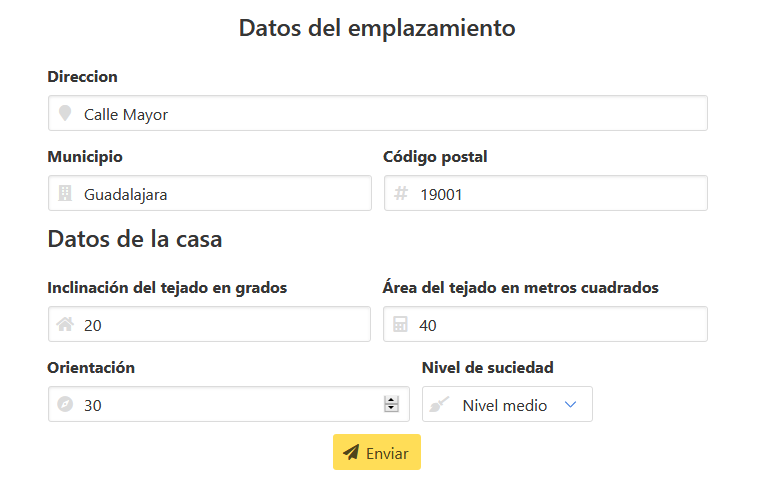 Datos del emplazamiento
Direccion
Calle Mayor
Municipio
Código postal
Guadalajara
# 19001
Datos de la casa
Inclinación del tejado en grados
Área del tejado en metros cuadrados
20
40
Orientación
Nivel de suciedad
30
Nivel medio
Enviar